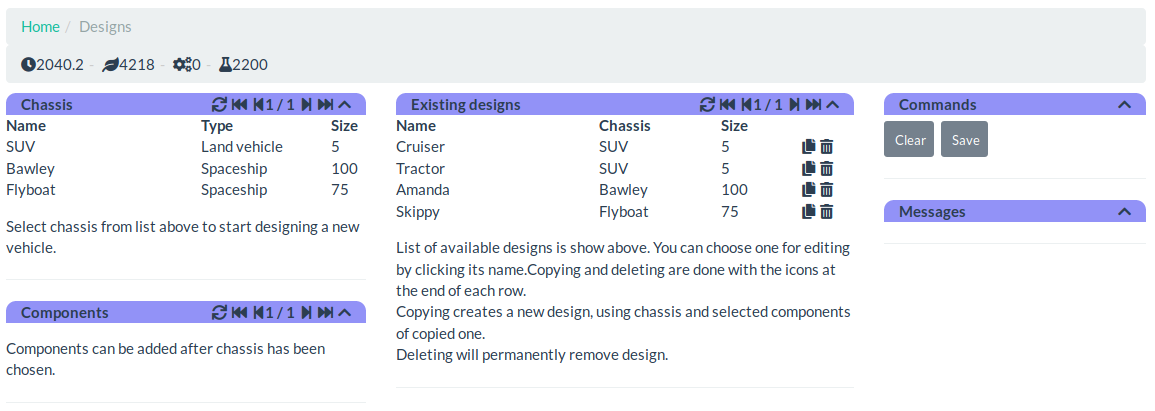 Home / Designs
2040.2 - 4218 - 0 - 2200
Chassis 1 / 1
Name Type Size
SUV Land vehicle 5
Bawley Spaceship 100
Flyboat Spaceship 75
Select chassis from list above to start designing a new
vehicle.
Components 1 / 1
Components can be added after chassis has been
chosen.
Existing designs 1 / 1
Name Chassis Size
Cruiser SUV 5
Tractor SUV 5
Amanda Bawley 100
Skippy Flyboat 75
List of available designs is show above. You can choose one for editing
by clicking its name.Copying and deleting are done with the icons at
the end of each row.
Copying creates a new design, using chassis and selected components
of copied one.
Deleting will permanently remove design.
Commands
Clear Save
Messages